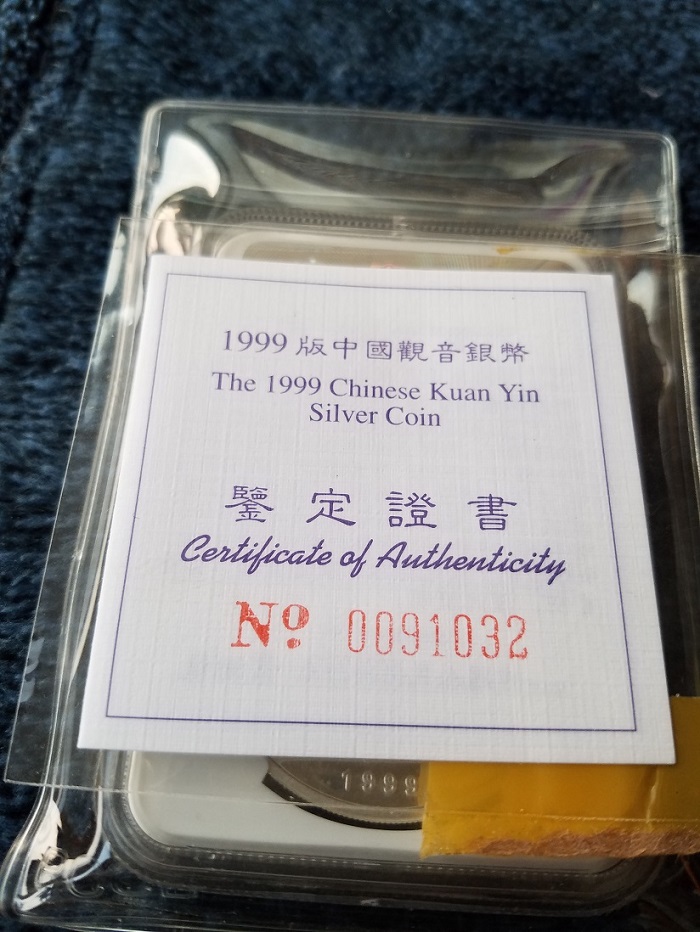 1999 版中國觀音銀幣
The 1999 Chinese Kuan Yin
Silver Coin
鑒定證書
Certificate of Authenticity
Nº 0091032
1999